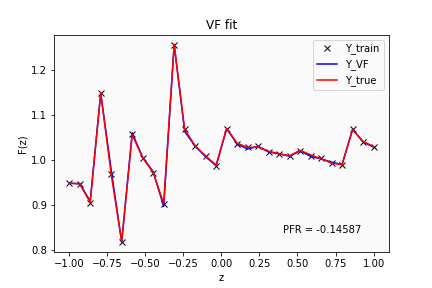 VF fit
Y_train
Y_VF
Y_true
1.2
1.1
1.0
0.9
0.8
F(z)
PFR = -0.14587
−1.00 −0.75 −0.50 −0.25 0.00 0.25 0.50 0.75 1.00
z